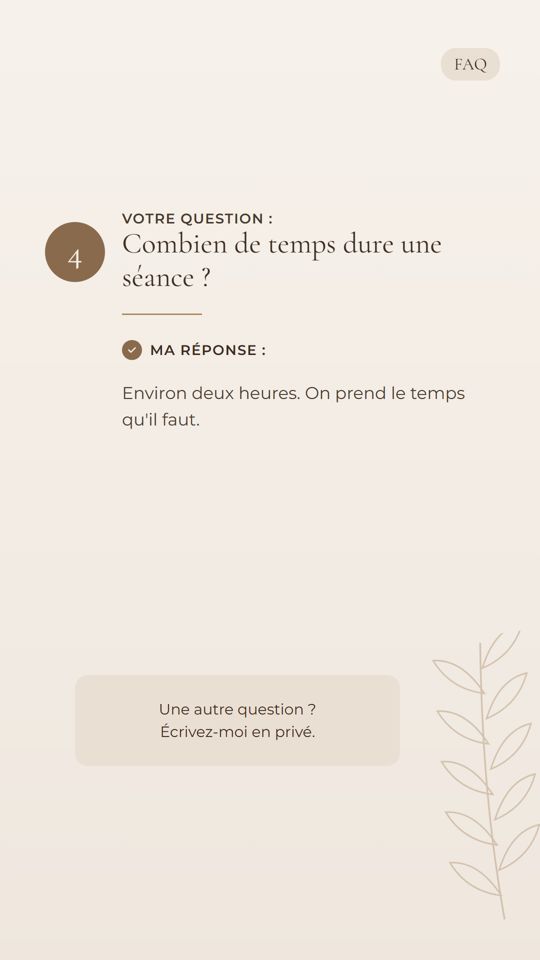 FAQ
4
VOTRE QUESTION :
Combien de temps dure une
séance ?
MA RÉPONSE :
Environ deux heures. On prend le temps
qu'il faut.
Une autre question ?
Écrivez-moi en privé.